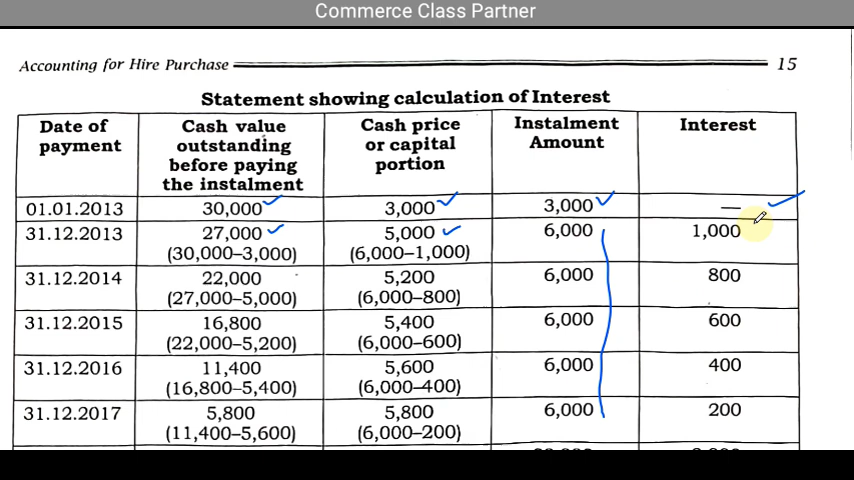 Commerce Class Partner
Accounting for Hire Purchase 15
Statement showing calculation of Interest
Date of payment | Cash value outstanding before paying the instalment | Cash price or capital portion | Instalment Amount | Interest
01.01.2013 30,000 3,000 3,000 —
31.12.2013 27,000 5,000 6,000 1,000
(30,000–3,000) (6,000–1,000)
31.12.2014 22,000 5,200 6,000 800
(27,000–5,000) (6,000–800)
31.12.2015 16,800 5,400 6,000 600
(22,000–5,200) (6,000–600)
31.12.2016 11,400 5,600 6,000 400
(16,800–5,400) (6,000–400)
31.12.2017 5,800 5,800 6,000 200
(11,400–5,600) (6,000–200)